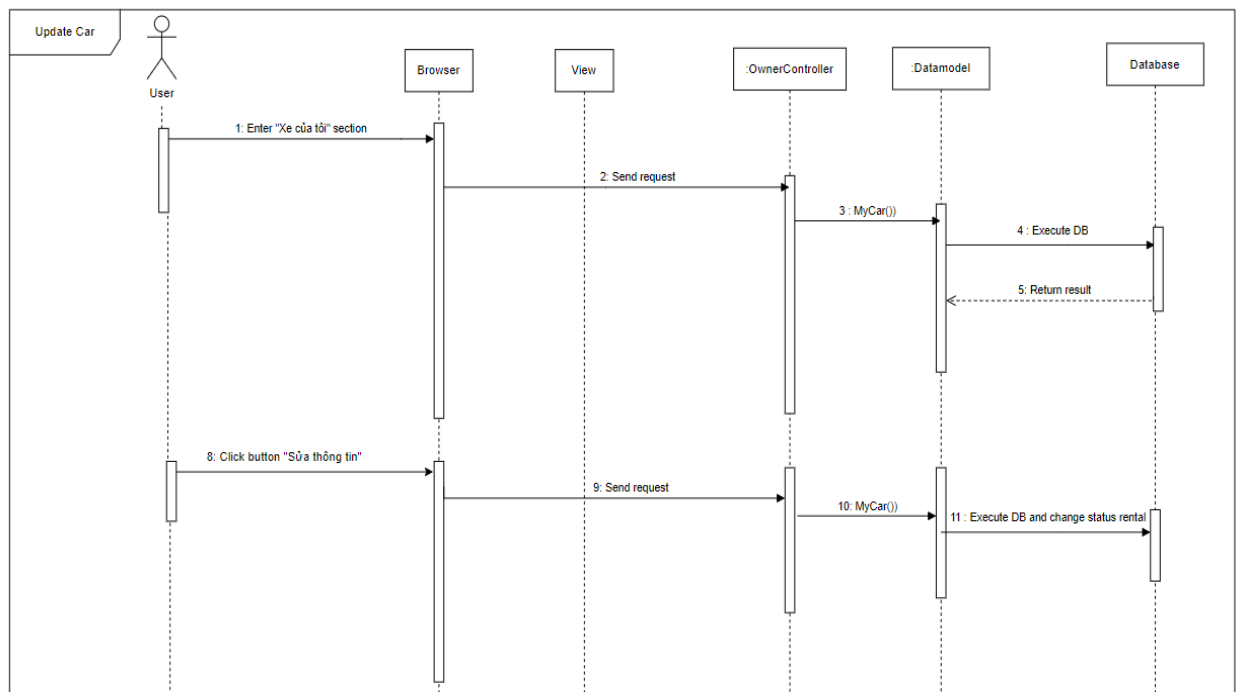 Update Car
User
Browser
View
:OwnerController
:Datamodel
Database
1: Enter "Xe của tôi" section
2: Send request
3 : MyCar())
4 : Execute DB
5: Return result
8: Click button "Sửa thông tin"
9: Send request
10: MyCar())
11 : Execute DB and change status rental